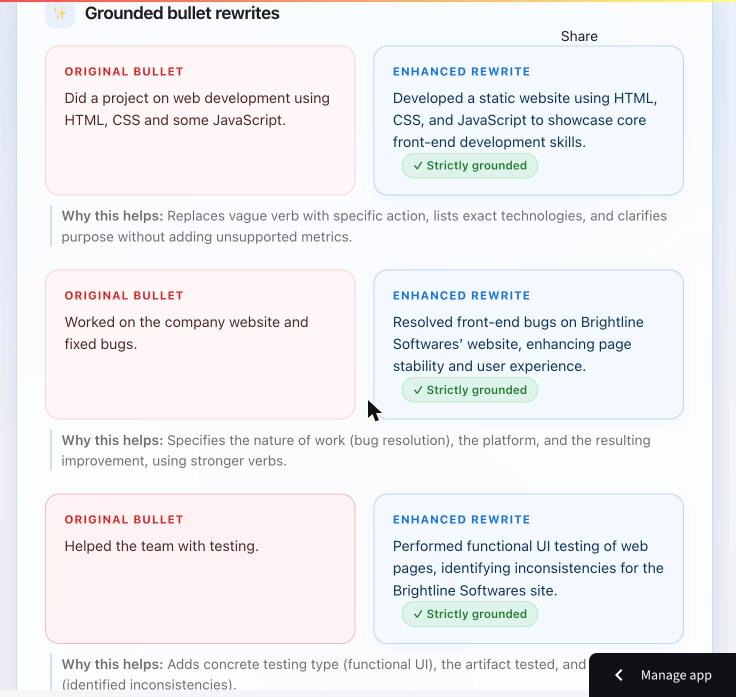 Grounded bullet rewrites
Share
ORIGINAL BULLET
Did a project on web development using
HTML, CSS and some JavaScript.
ENHANCED REWRITE
Developed a static website using HTML,
CSS, and JavaScript to showcase core
front-end development skills.
✓ Strictly grounded
Why this helps: Replaces vague verb with specific action, lists exact technologies, and clarifies
purpose without adding unsupported metrics.
ORIGINAL BULLET
Worked on the company website and
fixed bugs.
ENHANCED REWRITE
Resolved front-end bugs on Brightline
Softwares’ website, enhancing page
stability and user experience.
✓ Strictly grounded
Why this helps: Specifies the nature of work (bug resolution), the platform, and the resulting
improvement, using stronger verbs.
ORIGINAL BULLET
Helped the team with testing.
ENHANCED REWRITE
Performed functional UI testing of web
pages, identifying inconsistencies for the
Brightline Softwares site.
✓ Strictly grounded
Why this helps: Adds concrete testing type (functional UI), the artifact tested, and
(identified inconsistencies).
Manage app